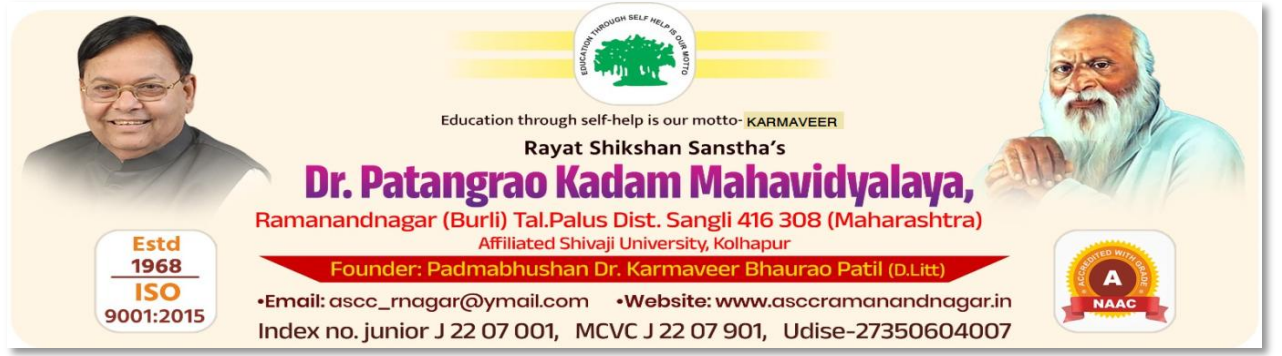 EDUCATION THROUGH SELF HELP IS OUR MOTTO
Education through self-help is our motto- KARMAVEER
Rayat Shikshan Sanstha's
Dr. Patangrao Kadam Mahavidyalaya,
Ramanandnagar (Burli) Tal.Palus Dist. Sangli 416 308 (Maharashtra)
Affiliated Shivaji University, Kolhapur
Founder: Padmabhushan Dr. Karmaveer Bhaurao Patil (D.Litt)
•Email: ascc_rnagar@ymail.com •Website: www.asccramanandnagar.in
Index no. junior J 22 07 001, MCVC J 22 07 901, Udise-27350604007
Estd
1968
ISO
9001:2015
ACCREDITED WITH GRADE
A
NAAC